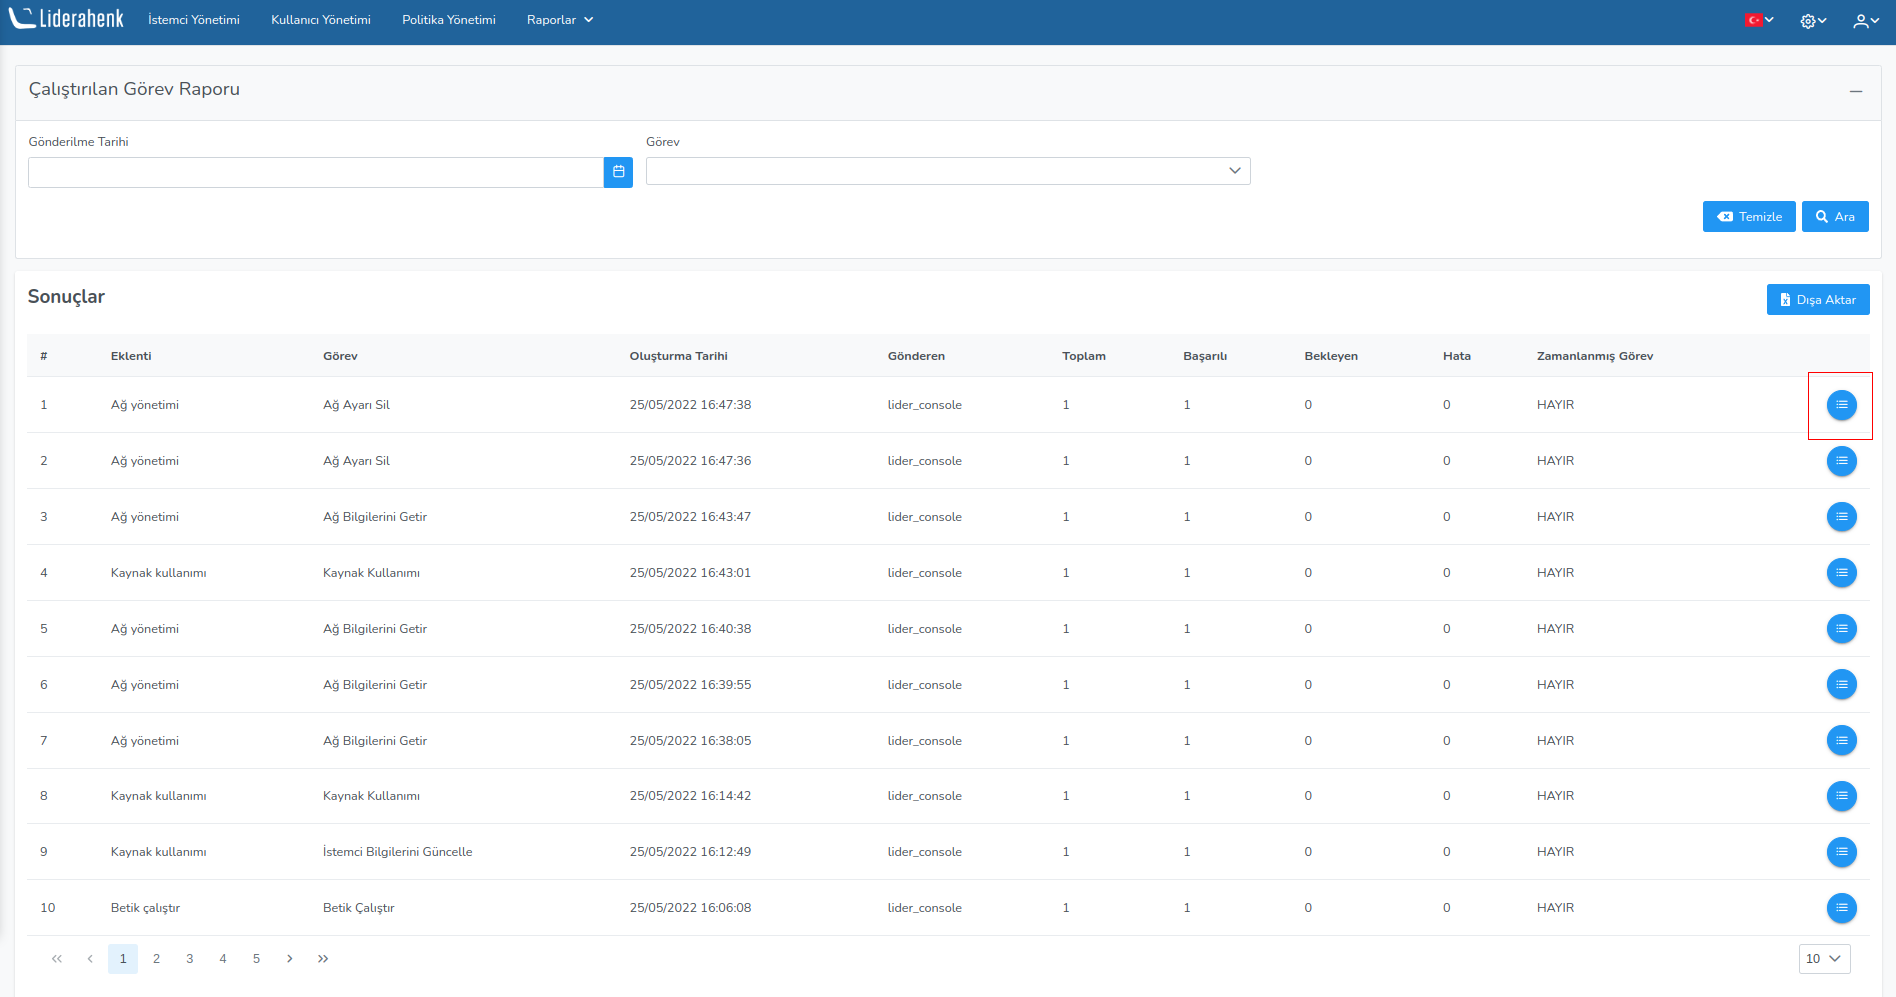 Liderahenk İstemci Yönetimi Kullanıcı Yönetimi Politika Yönetimi Raporlar
Çalıştırılan Görev Raporu
Gönderilme Tarihi Görev
Temizle Ara
Sonuçlar Dışa Aktar
# Eklenti Görev Oluşturma Tarihi Gönderen Toplam Başarılı Bekleyen Hata Zamanlanmış Görev
1 Ağ yönetimi Ağ Ayarı Sil 25/05/2022 16:47:38 lider_console 1 1 0 0 HAYIR
2 Ağ yönetimi Ağ Ayarı Sil 25/05/2022 16:47:36 lider_console 1 1 0 0 HAYIR
3 Ağ yönetimi Ağ Bilgilerini Getir 25/05/2022 16:43:47 lider_console 1 1 0 0 HAYIR
4 Kaynak kullanımı Kaynak Kullanımı 25/05/2022 16:43:01 lider_console 1 1 0 0 HAYIR
5 Ağ yönetimi Ağ Bilgilerini Getir 25/05/2022 16:40:38 lider_console 1 1 0 0 HAYIR
6 Ağ yönetimi Ağ Bilgilerini Getir 25/05/2022 16:39:55 lider_console 1 1 0 0 HAYIR
7 Ağ yönetimi Ağ Bilgilerini Getir 25/05/2022 16:38:05 lider_console 1 1 0 0 HAYIR
8 Kaynak kullanımı Kaynak Kullanımı 25/05/2022 16:14:42 lider_console 1 1 0 0 HAYIR
9 Kaynak kullanımı İstemci Bilgilerini Güncelle 25/05/2022 16:12:49 lider_console 1 1 0 0 HAYIR
10 Betik çalıştır Betik Çalıştır 25/05/2022 16:06:08 lider_console 1 1 0 0 HAYIR
1 2 3 4 5 10